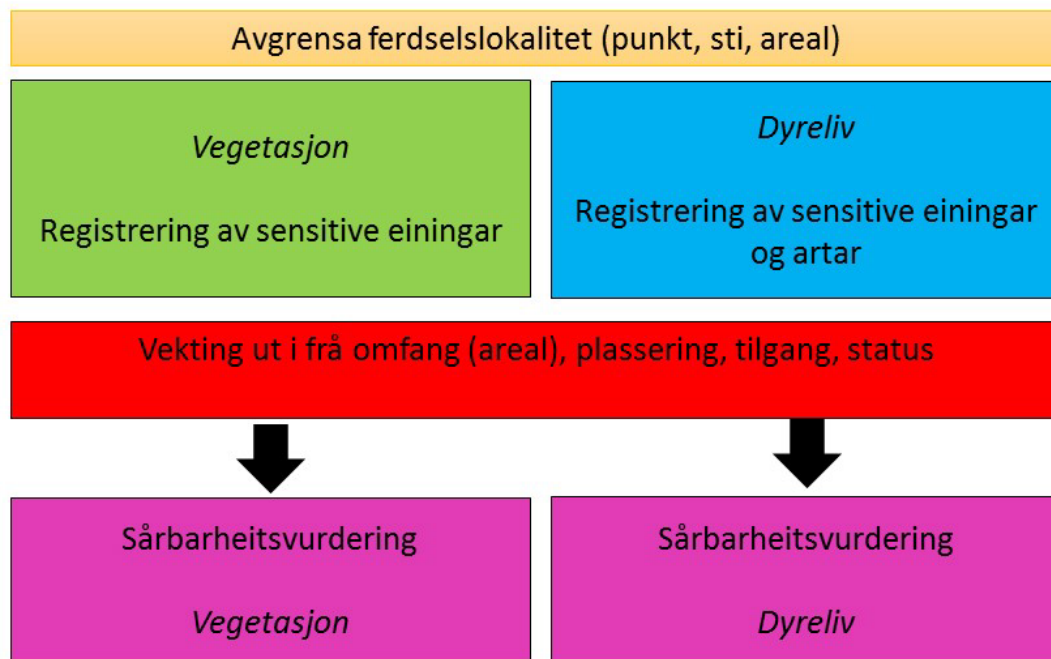 Avgrensa ferdselslokalitet (punkt, sti, areal)
Vegetasjon
Registrering av sensitive einingar
Dyreliv
Registrering av sensitive einingar
og artar
Vekting ut i frå omfang (areal), plassering, tilgang, status
Sårbarheitsvurdering
Vegetasjon
Sårbarheitsvurdering
Dyreliv